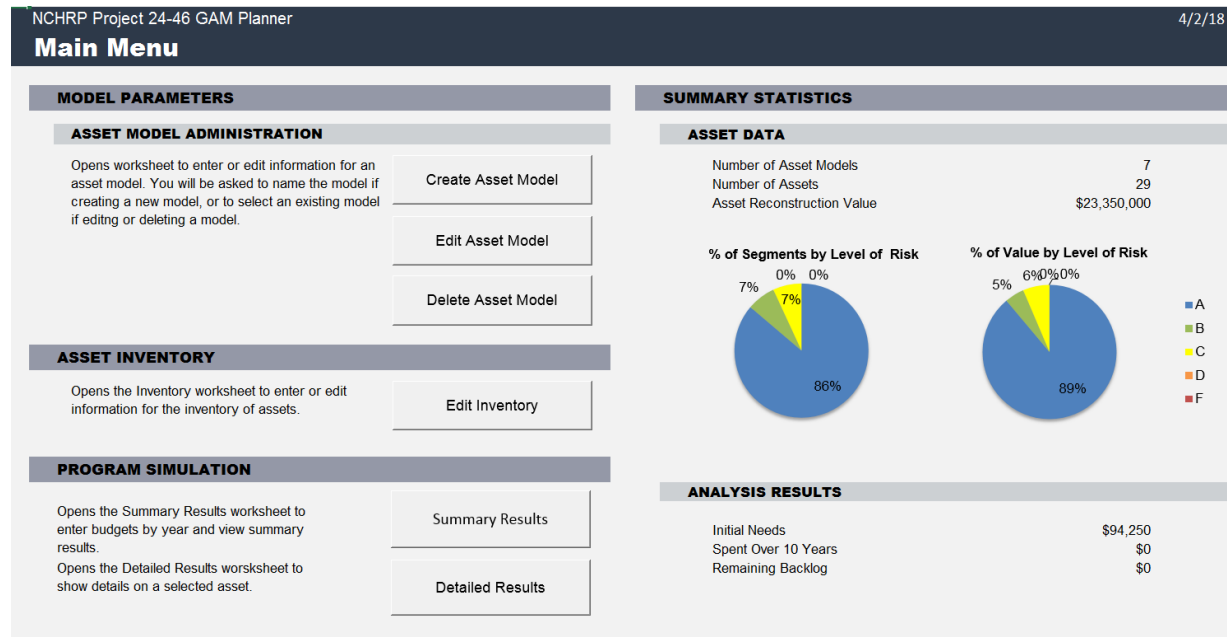 NCHRP Project 24-46 GAM Planner
4/2/18
Main Menu
MODEL PARAMETERS
ASSET MODEL ADMINISTRATION
Opens worksheet to enter or edit information for an
asset model. You will be asked to name the model if
creating a new model, or to select an existing model
if editng or deleting a model.
Create Asset Model
Edit Asset Model
Delete Asset Model
ASSET INVENTORY
Opens the Inventory worksheet to enter or edit
information for the inventory of assets.
Edit Inventory
PROGRAM SIMULATION
Opens the Summary Results worksheet to
enter budgets by year and view summary
results.
Summary Results
Opens the Detailed Results worsksheet to
show details on a selected asset.
Detailed Results
SUMMARY STATISTICS
ASSET DATA
Number of Asset Models 7
Number of Assets 29
Asset Reconstruction Value $23,350,000
% of Segments by Level of Risk
0% 0%
7%
7%
86%
% of Value by Level of Risk
6% 0% 0%
5%
89%
A
B
C
D
F
ANALYSIS RESULTS
Initial Needs $94,250
Spent Over 10 Years $0
Remaining Backlog $0